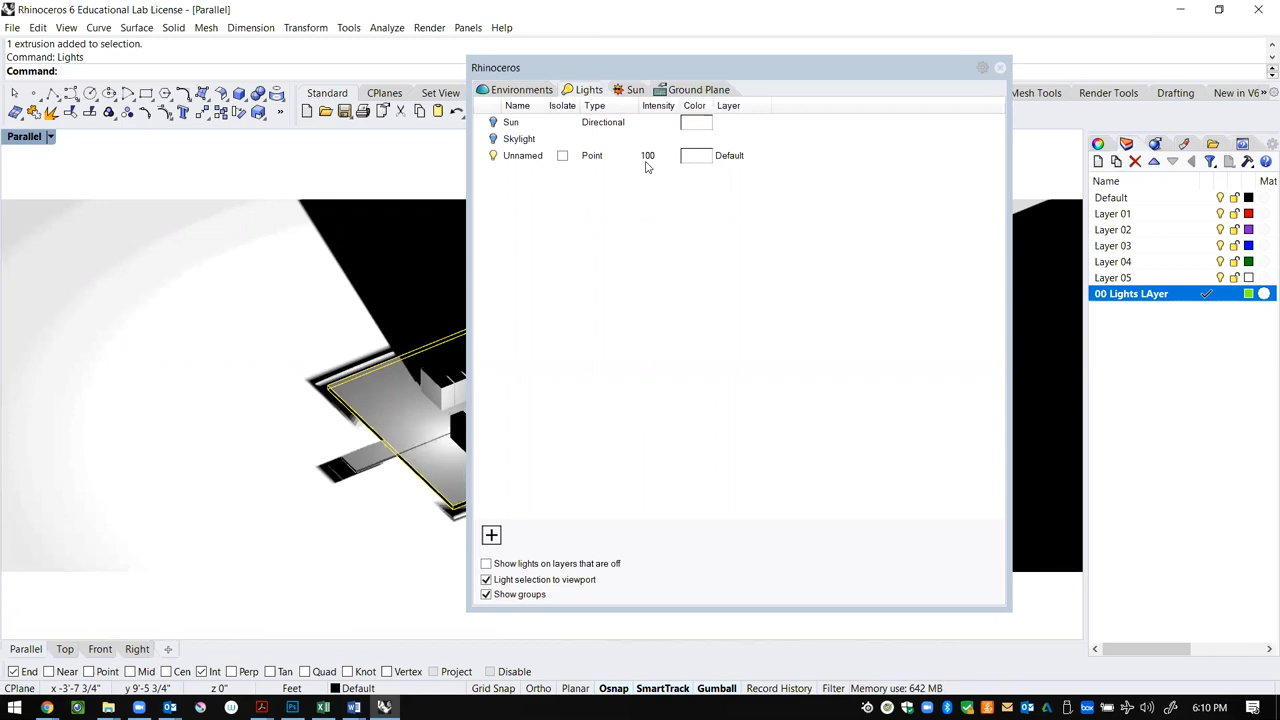 Rhinoceros 6 Educational Lab License - [Parallel]
File Edit View Curve Surface Solid Mesh Dimension Transform Tools Analyze Render Panels Help
1 extrusion added to selection.
Command: Lights
Command:
Rhinoceros
Standard CPlanes Set View
Environments Lights Sun Ground Plane
Mesh Tools Render Tools Drafting New in V6 »
Name Isolate Type Intensity Color Layer
Sun Directional
Skylight
Unnamed Point 100 Default
Parallel
Name Mat
Default
Layer 01
Layer 02
Layer 03
Layer 04
Layer 05
00 Lights LAyer
Show lights on layers that are off
Light selection to viewport
Show groups
Parallel Top Front Right
End Near Point Mid Cen Int Perp Tan Quad Knot Vertex Project Disable
CPlane x -3'-7 3/4" y 9'-5 3/4" z 0" Feet Default Grid Snap Ortho Planar Osnap SmartTrack Gumball Record History Filter Memory use: 642 MB
6:10 PM